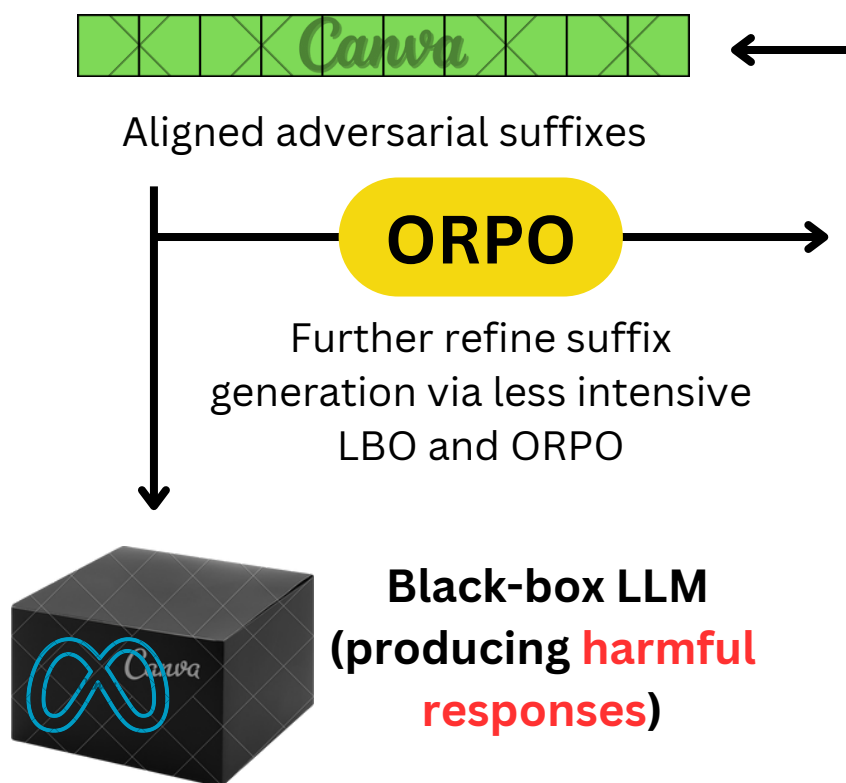 Canva
Aligned adversarial suffixes
ORPO
Further refine suffix
generation via less intensive
LBO and ORPO
Canva
Black-box LLM
(producing harmful
responses)